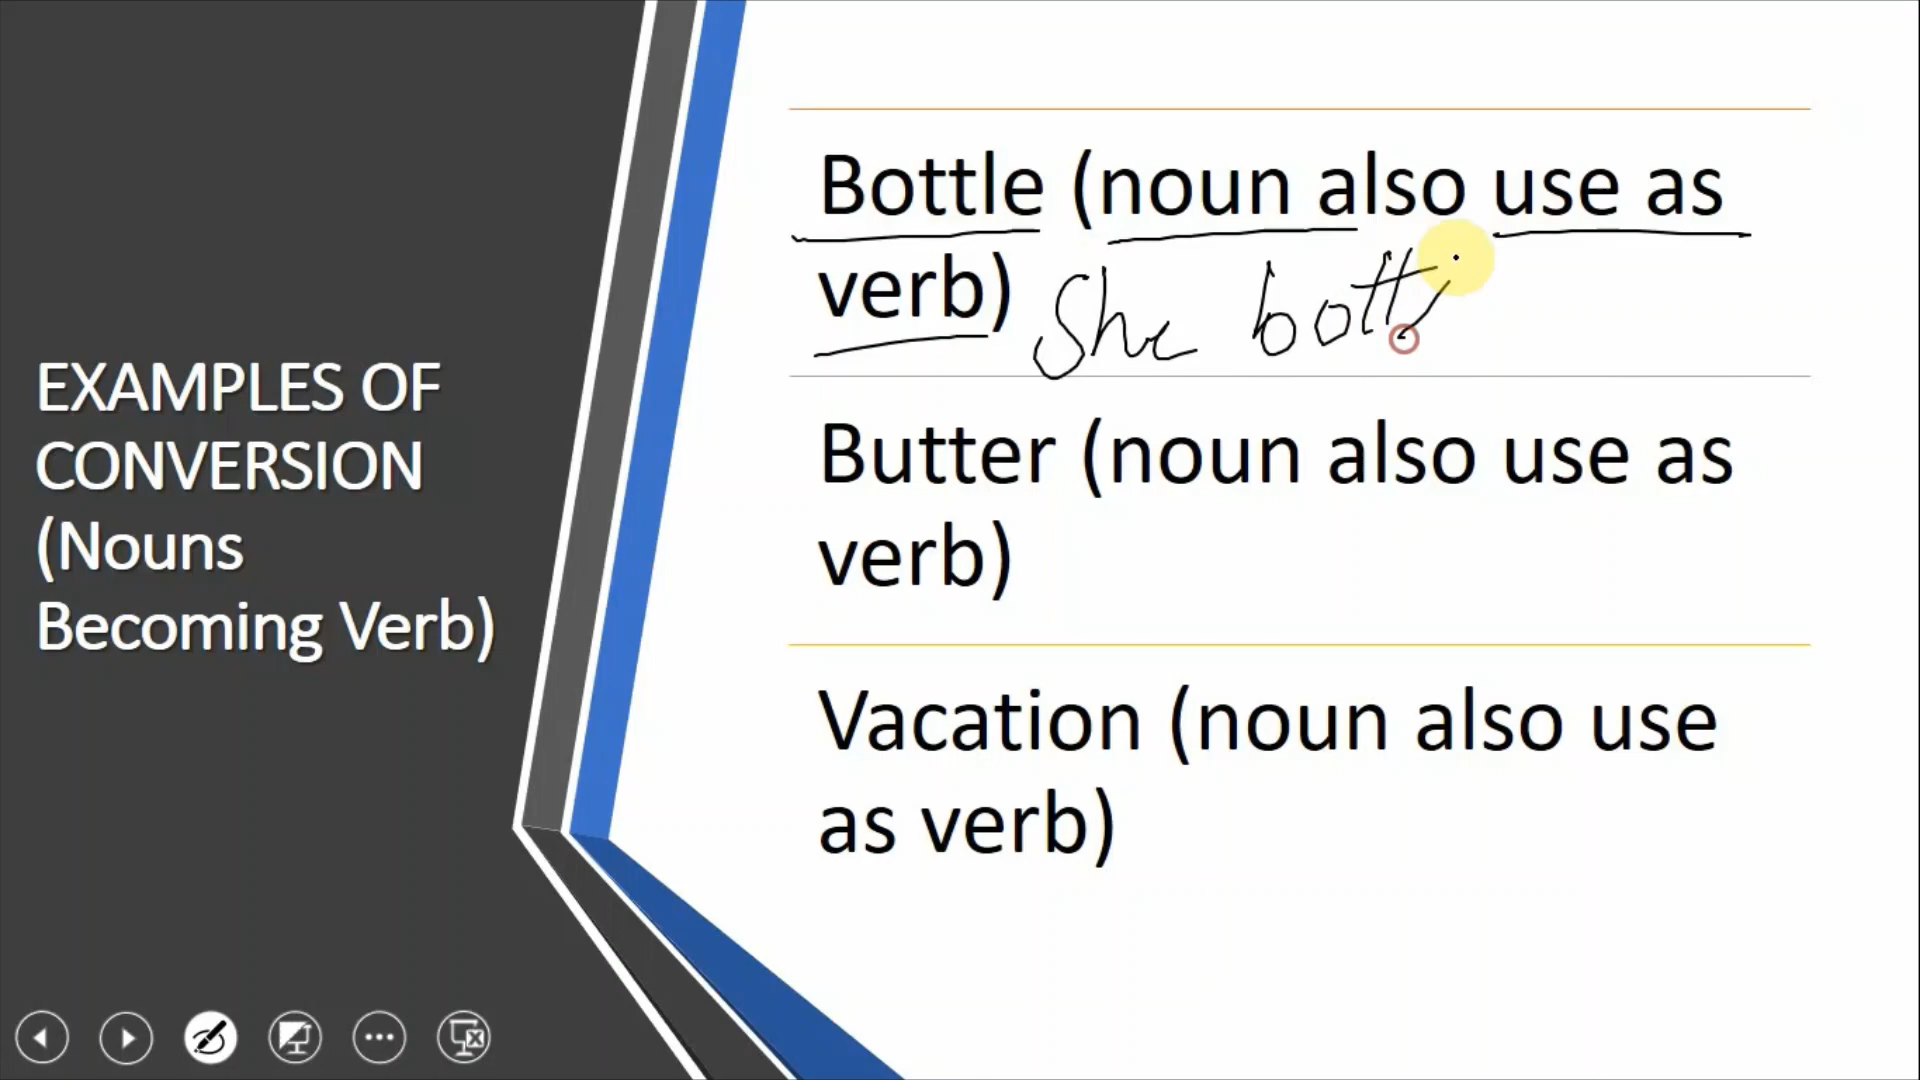 EXAMPLES OF
CONVERSION
(Nouns
Becoming Verb)
Bottle (noun also use as
verb) She bottl
Butter (noun also use as
verb)
Vacation (noun also use
as verb)